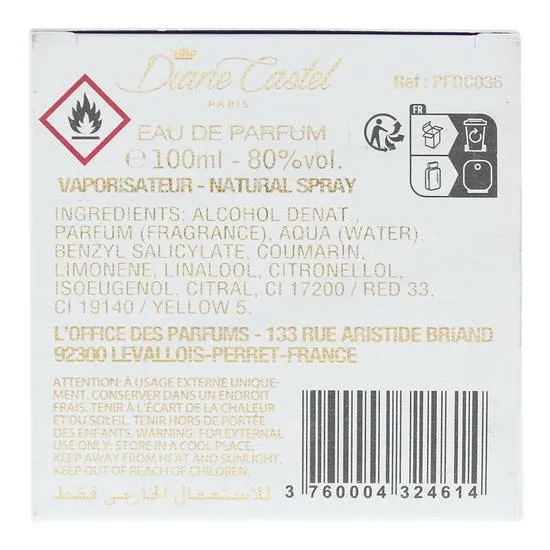 Diane Castel
PARIS
Ref : PFDC036
FR
EAU DE PARFUM
℮ 100ml - 80%vol.
VAPORISATEUR - NATURAL SPRAY
INGREDIENTS: ALCOHOL DENAT.,
PARFUM (FRAGRANCE), AQUA (WATER),
BENZYL SALICYLATE, COUMARIN,
LIMONENE, LINALOOL, CITRONELLOL,
ISOEUGENOL, CITRAL, CI 17200 / RED 33.
CI 19140 / YELLOW 5.
L'OFFICE DES PARFUMS - 133 RUE ARISTIDE BRIAND
92300 LEVALLOIS-PERRET-FRANCE
ATTENTION: À USAGE EXTERNE UNIQUE-
MENT. CONSERVER DANS UN ENDROIT
FRAIS. TENIR À L'ÉCART DE LA CHALEUR
ET DU SOLEIL. TENIR HORS DE PORTÉE
DES ENFANTS. WARNING: FOR EXTERNAL
USE ONLY: STORE IN A COOL PLACE.
KEEP AWAY FROM HEAT AND SUNLIGHT.
KEEP OUT OF REACH OF CHILDREN.
للاستعمال الخارجي فقط
3 760004 324614